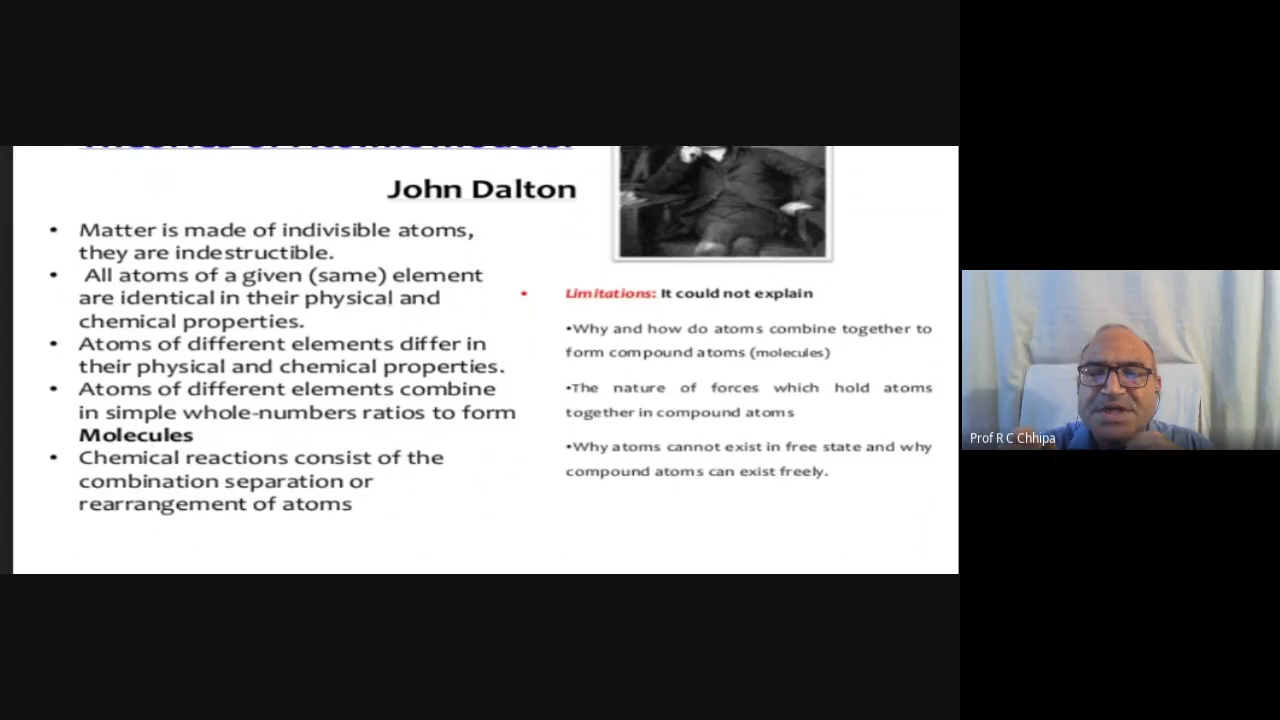 Theories of Atomic Models:
John Dalton
• Matter is made of indivisible atoms,
they are indestructible.
• All atoms of a given (same) element
are identical in their physical and
chemical properties.
• Atoms of different elements differ in
their physical and chemical properties.
• Atoms of different elements combine
in simple whole-numbers ratios to form
Molecules
• Chemical reactions consist of the
combination separation or
rearrangement of atoms
• Limitations: It could not explain
•Why and how do atoms combine together to
form compound atoms (molecules)
•The nature of forces which hold atoms
together in compound atoms
•Why atoms cannot exist in free state and why
compound atoms can exist freely.
Prof R C Chhipa